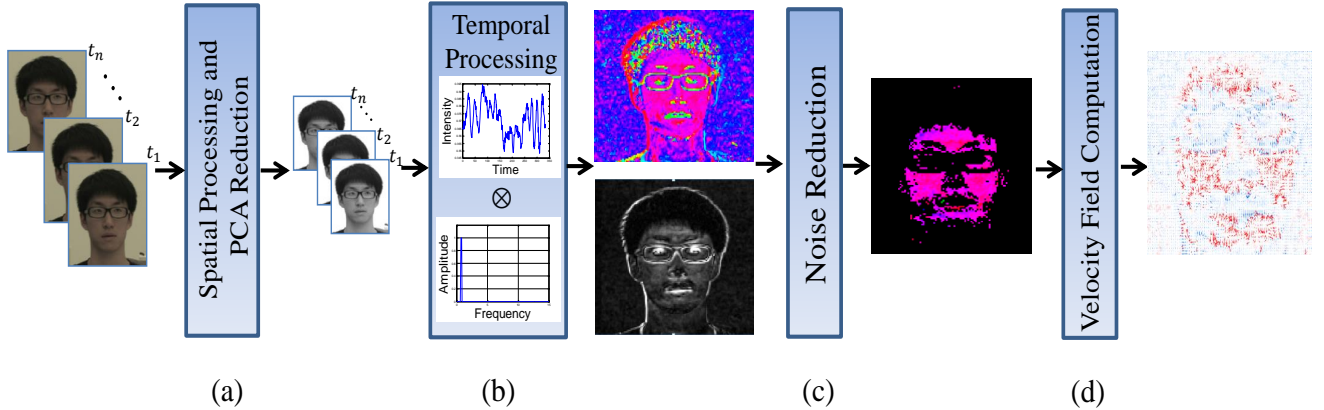 t_n
t_2
t_1
Spatial Processing and
PCA Reduction
t_n
t_2
t_1
Temporal
Processing
Intensity
Time
⊗
Amplitude
Frequency
Noise Reduction
Velocity Field Computation
(a)
(b)
(c)
(d)